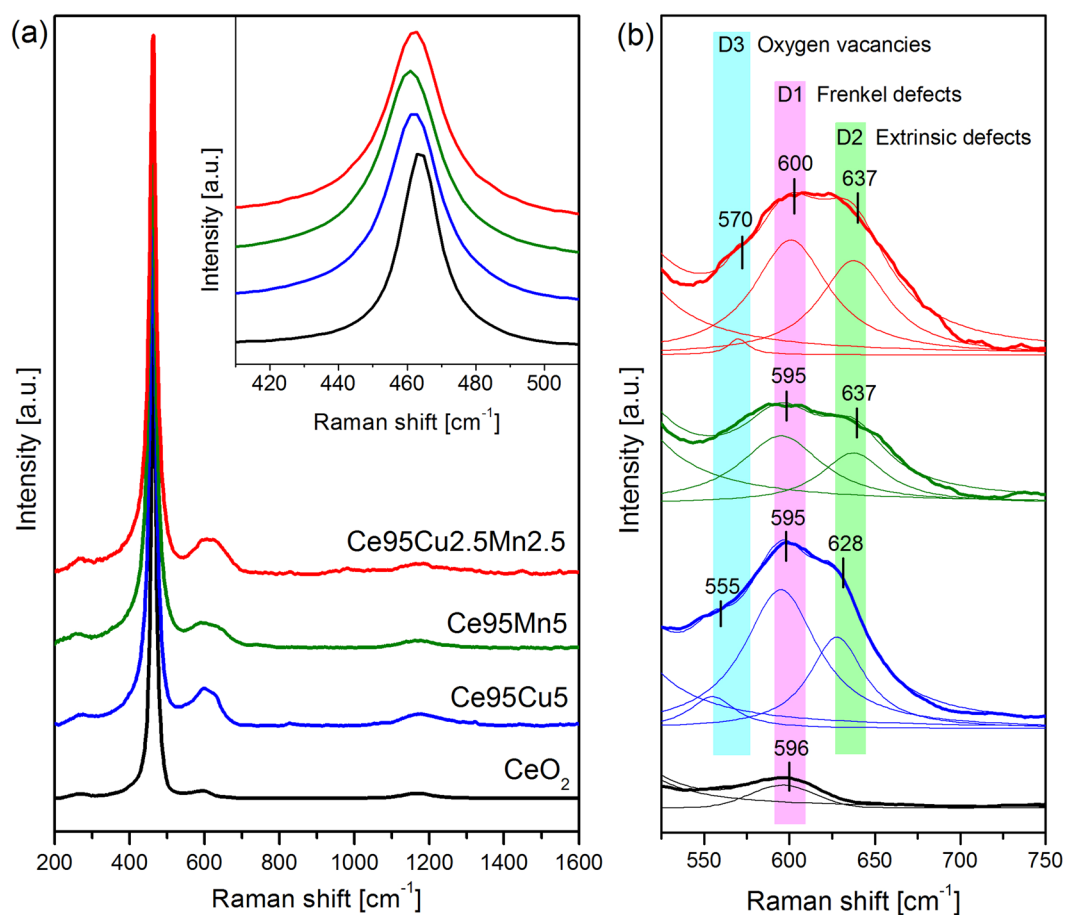 (a)
Intensity [a.u.]
420 440 460 480 500
Raman shift [cm⁻¹]
Intensity [a.u.]
Ce95Cu2.5Mn2.5
Ce95Mn5
Ce95Cu5
CeO₂
200 400 600 800 1000 1200 1400 1600
Raman shift [cm⁻¹]
(b)
D3 Oxygen vacancies
D1 Frenkel defects
D2 Extrinsic defects
600
637
570
595
637
595
628
555
596
Intensity [a.u.]
550 600 650 700 750
Raman shift [cm⁻¹]